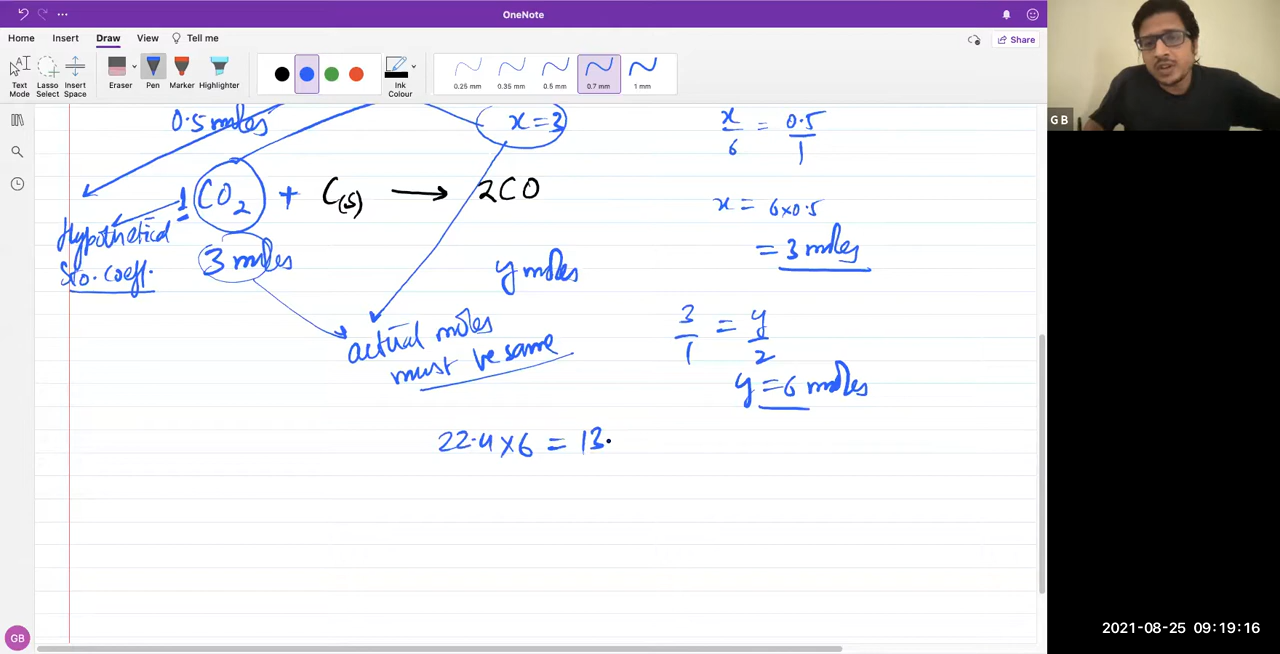 OneNote
Home Insert Draw View Tell me
Share
Text Mode
Lasso Select
Insert Space
Eraser
Pen
Marker
Highlighter
Ink Colour
0.25 mm
0.35 mm
0.5 mm
0.7 mm
1 mm
GB
0.5 moles
x = 3
x/6 = 0.5/1
1 CO2 + C(s) → 2CO
x = 6x0.5
Hypothetical
Sto. coeff.
3 moles
y moles
= 3 moles
actual moles
must be same
3/1 = y/2
y = 6 moles
22.4 x 6 = 13.
GB
2021-08-25 09:19:16